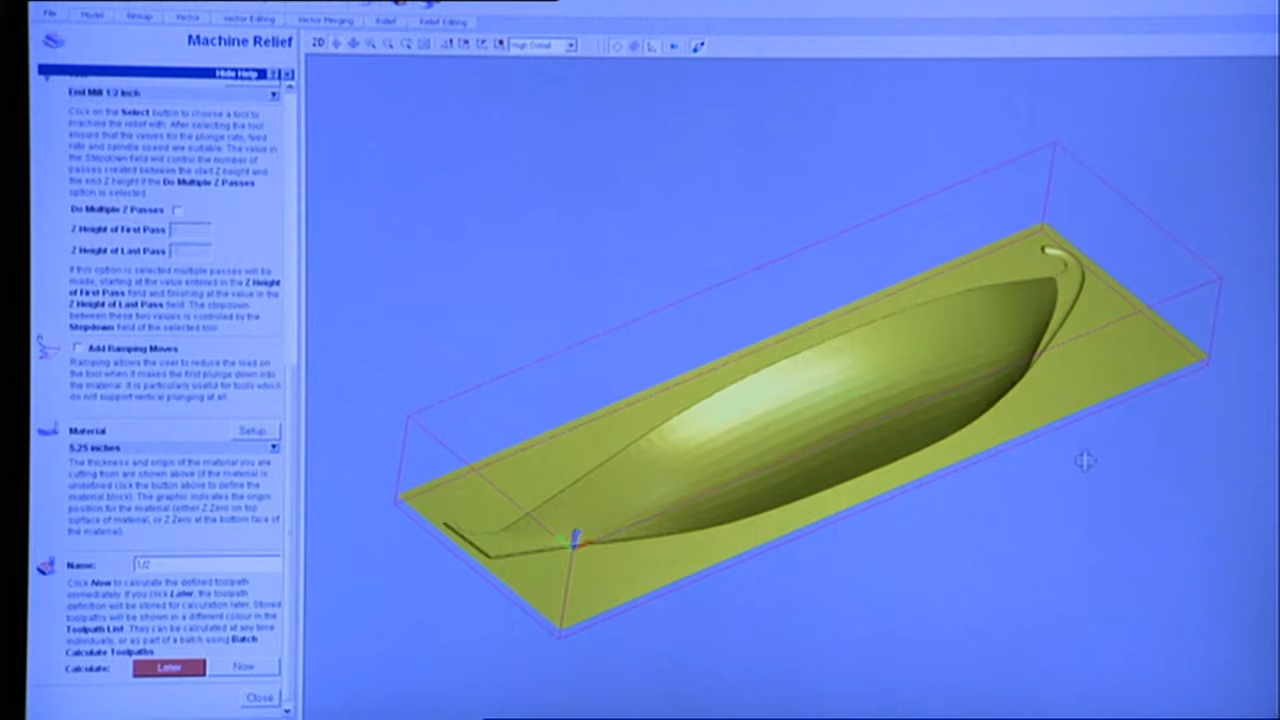 File Model Bitmap Vector Vector Editing Vector Merging Relief Relief Editing
Machine Relief
2D
High Detail
Hide Help ? x
End Mill 1/2 Inch
Click on the Select button to choose a tool to
machine the relief with. After selecting the tool
ensure that the values for the plunge rate, feed
rate and spindle speed are suitable. The value in
the Stepdown field will control the number of
passes created between the start Z height and
the end Z height if the Do Multiple Z Passes
option is selected.
Do Multiple Z Passes
Z Height of First Pass
Z Height of Last Pass
If this option is selected multiple passes will be
made, starting at the value entered in the Z Height
of First Pass field and finishing at the value in the
Z Height of Last Pass field. The stepdown
between these two values is controlled by the
Stepdown field of the selected tool.
Add Ramping Moves
Ramping allows the user to reduce the load on
the tool when it makes the first plunge down into
the material. It is particularly useful for tools which
do not support vertical plunging at all.
Material
Setup...
5.25 inches
The thickness and origin of the material you are
cutting from are shown above (if the material is
undefined click the button above to define the
material block). The graphic indicates the origin
position for the material (either Z Zero on top
surface of material, or Z Zero at the bottom face of
the material).
Name: 1/2
Click Now to calculate the defined toolpath
immediately. If you click Later, the toolpath
definition will be stored for calculation later. Stored
toolpaths will be shown in a different colour in the
Toolpath List. They can be calculated at any time
individually, or as part of a batch using Batch
Calculate Toolpaths
Calculate: Later Now
Close